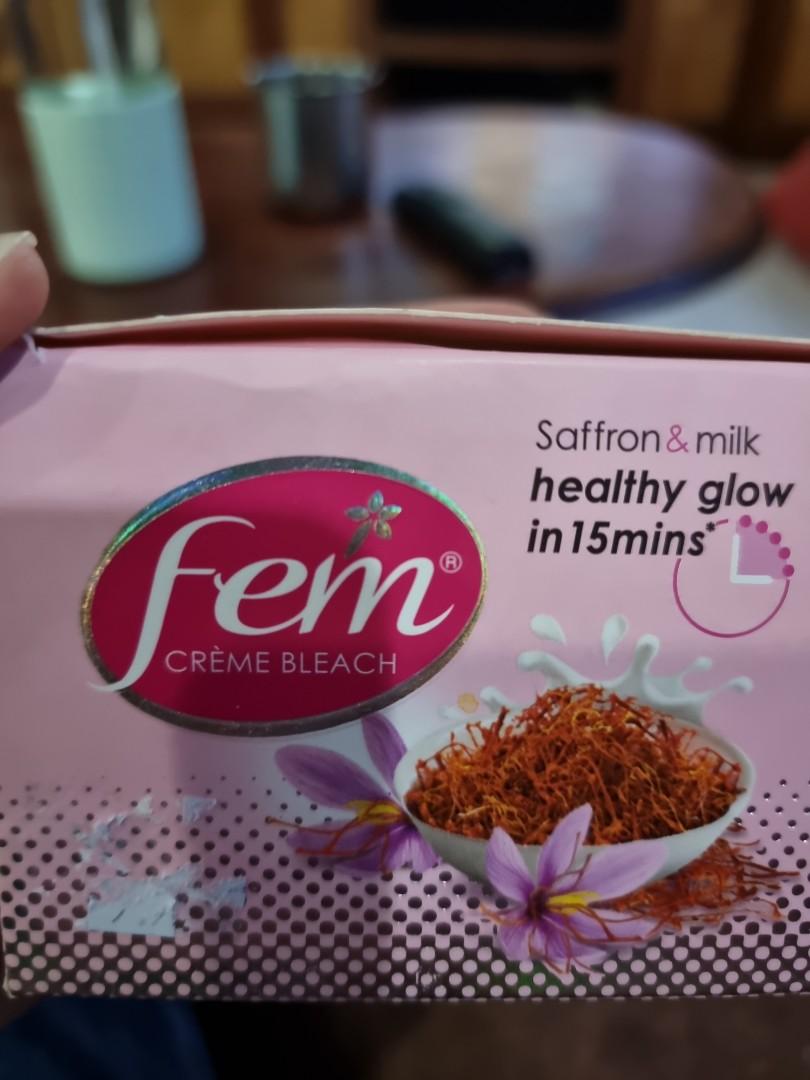 fem®
CRÈME BLEACH
Saffron & milk
healthy glow
in 15mins*